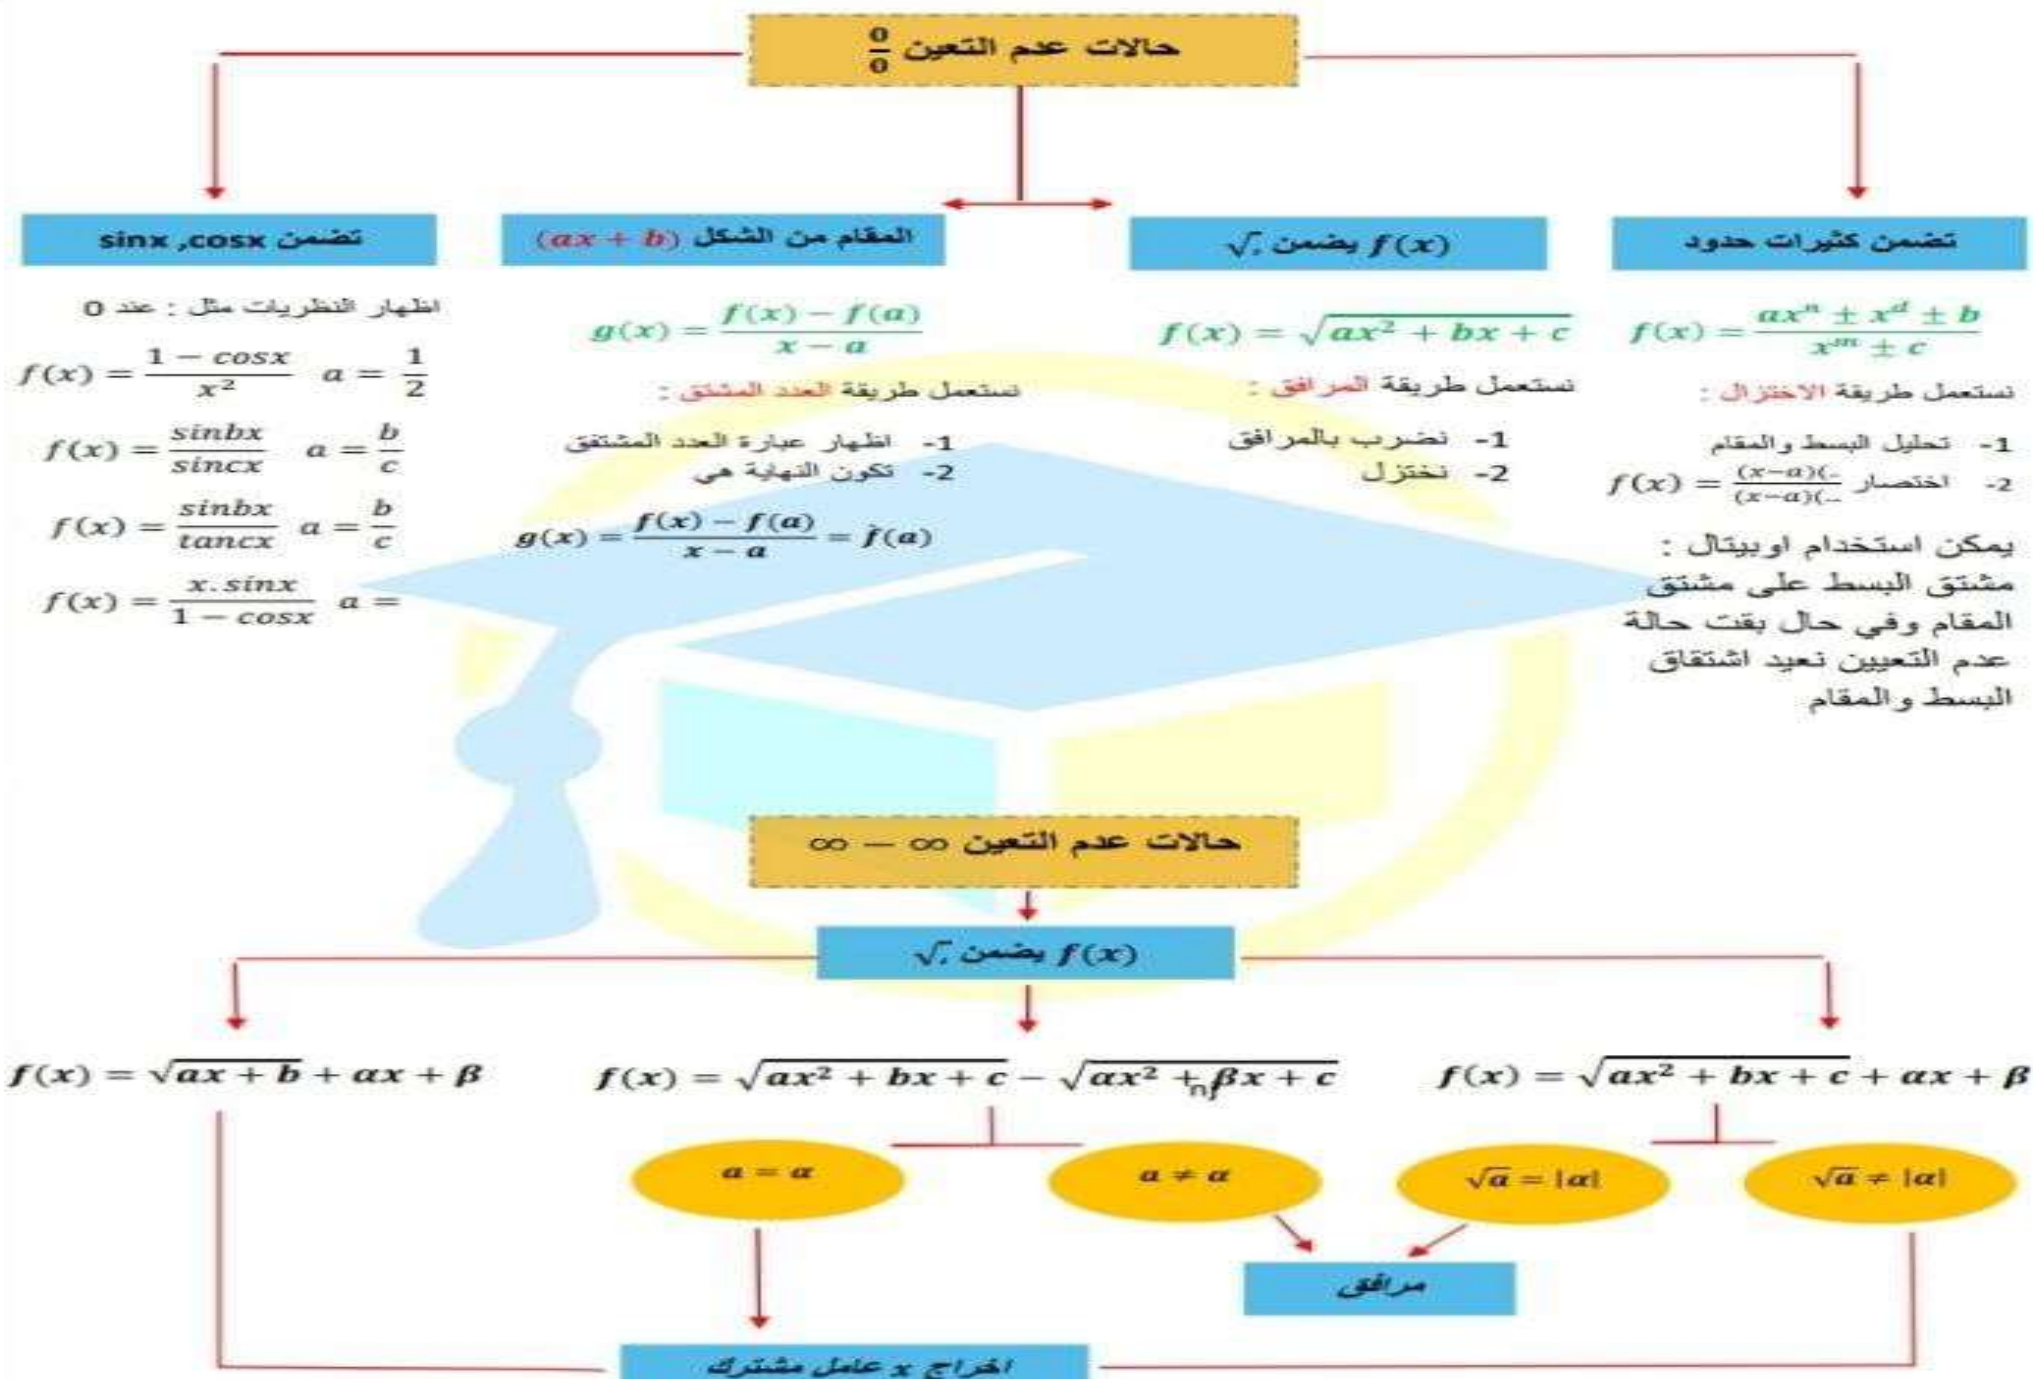 حالات عدم التعين 0/0
تضمن كثيرات حدود
f(x) = (ax^n ± x^d ± b)/(x^m ± c)
نستعمل طريقة الاختزال :
1- تحليل البسط والمقام
2- اختصار f(x) = (x−a)(../(x−a)(..
يمكن استخدام اوبيتال :
مشتق البسط على مشتق
المقام وفي حال بقت حالة
عدم التعيين نعيد اشتقاق
البسط والمقام
f(x) يضمن √.
f(x) = √(ax² + bx + c)
نستعمل طريقة المرافق :
1- نضرب بالمرافق
2- نختزل
المقام من الشكل (ax + b)
g(x) = (f(x) − f(a))/(x − a)
نستعمل طريقة العدد المشتق :
1- اظهار عبارة العدد المشتفق
2- تكون النهاية هي
g(x) = (f(x) − f(a))/(x − a) = f̀(a)
تضمن sinx ,cosx
اظهار النظريات مثل : عند 0
f(x) = (1 − cosx)/x² a = 1/2
f(x) = sinbx/sincx a = b/c
f(x) = sinbx/tancx a = b/c
f(x) = x.sinx/(1 − cosx) a =
حالات عدم التعين ∞ − ∞
f(x) يضمن √.
f(x) = √(ax² + bx + c) + αx + β
f(x) = √(ax² + bx + c) − √(αx² + βx + c)
f(x) = √(ax + b) + αx + β
√a ≠ |α|
√a = |α|
a ≠ α
a = α
مرافق
اخراج x عامل مشترك